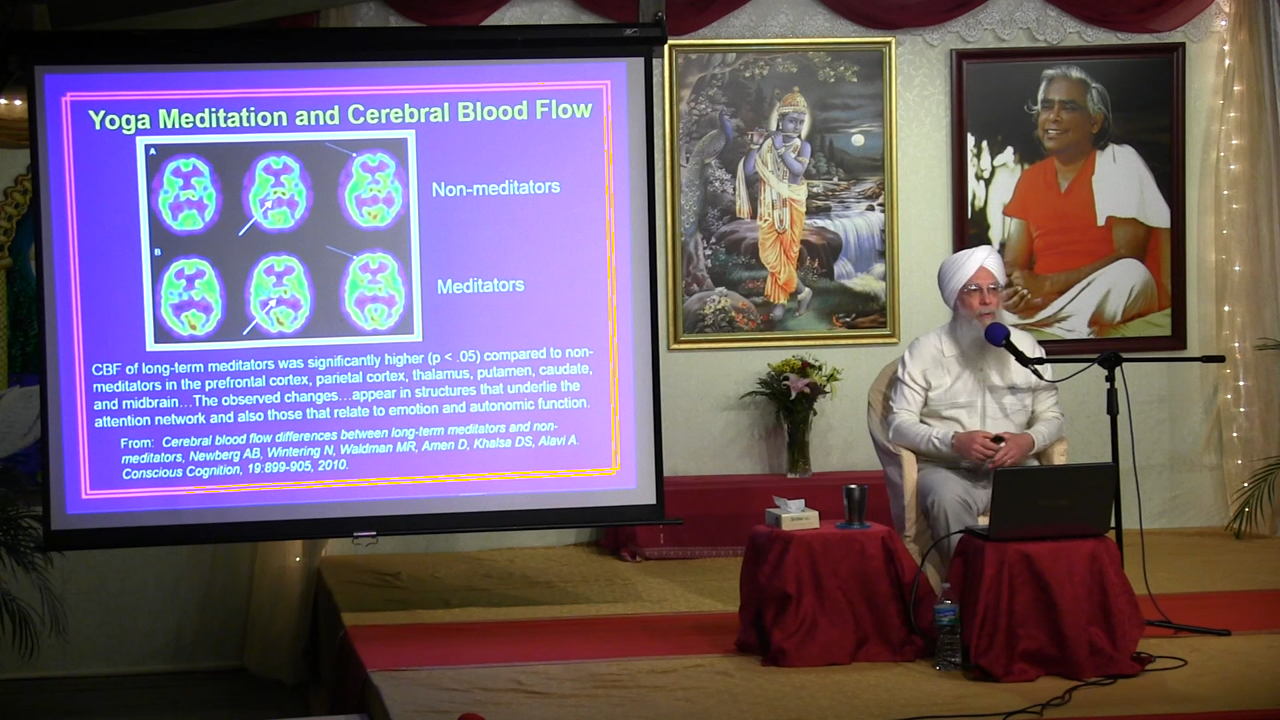 Yoga Meditation and Cerebral Blood Flow
A
Non-meditators
B
Meditators
CBF of long-term meditators was significantly higher (p < .05) compared to non-
meditators in the prefrontal cortex, parietal cortex, thalamus, putamen, caudate,
and midbrain…The observed changes…appear in structures that underlie the
attention network and also those that relate to emotion and autonomic function.
From: Cerebral blood flow differences between long-term meditators and non-
meditators, Newberg AB, Wintering N, Waldman MR, Amen D, Khalsa DS, Alavi A.
Conscious Cognition, 19:899-905, 2010.